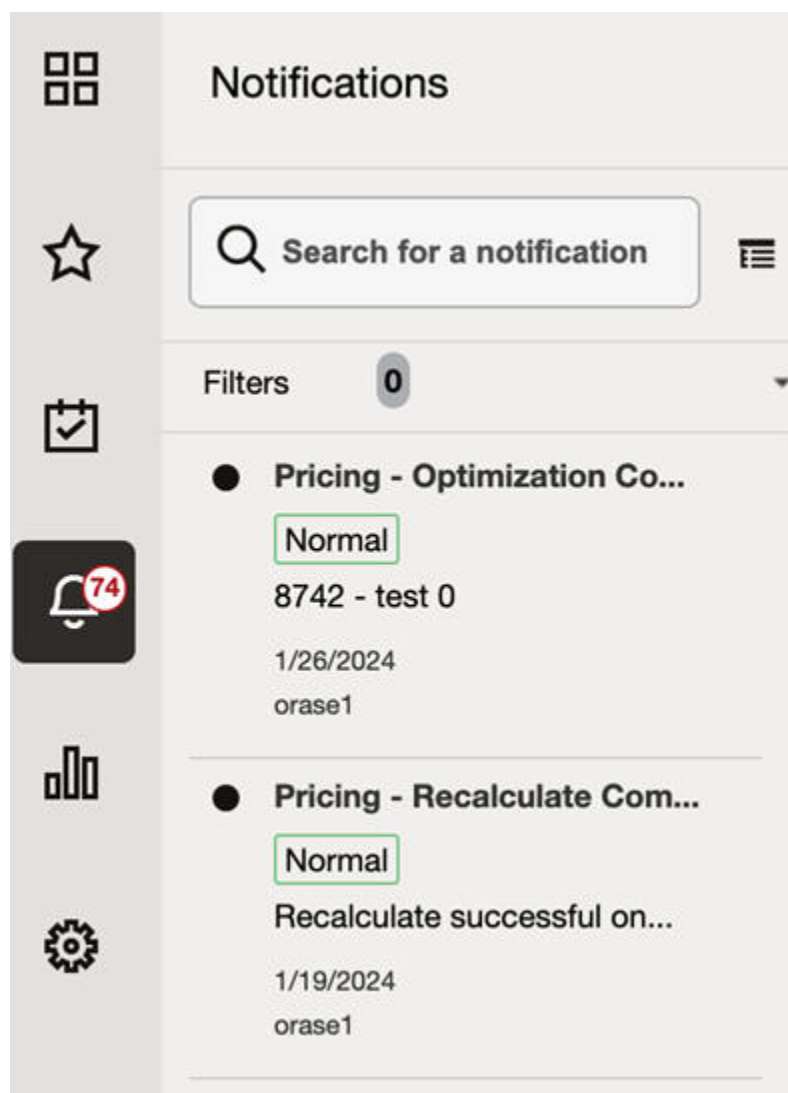 Notifications
Search for a notification
Filters 0
Pricing - Optimization Co...
Normal
8742 - test 0
1/26/2024
orase1
74
Pricing - Recalculate Com...
Normal
Recalculate successful on...
1/19/2024
orase1